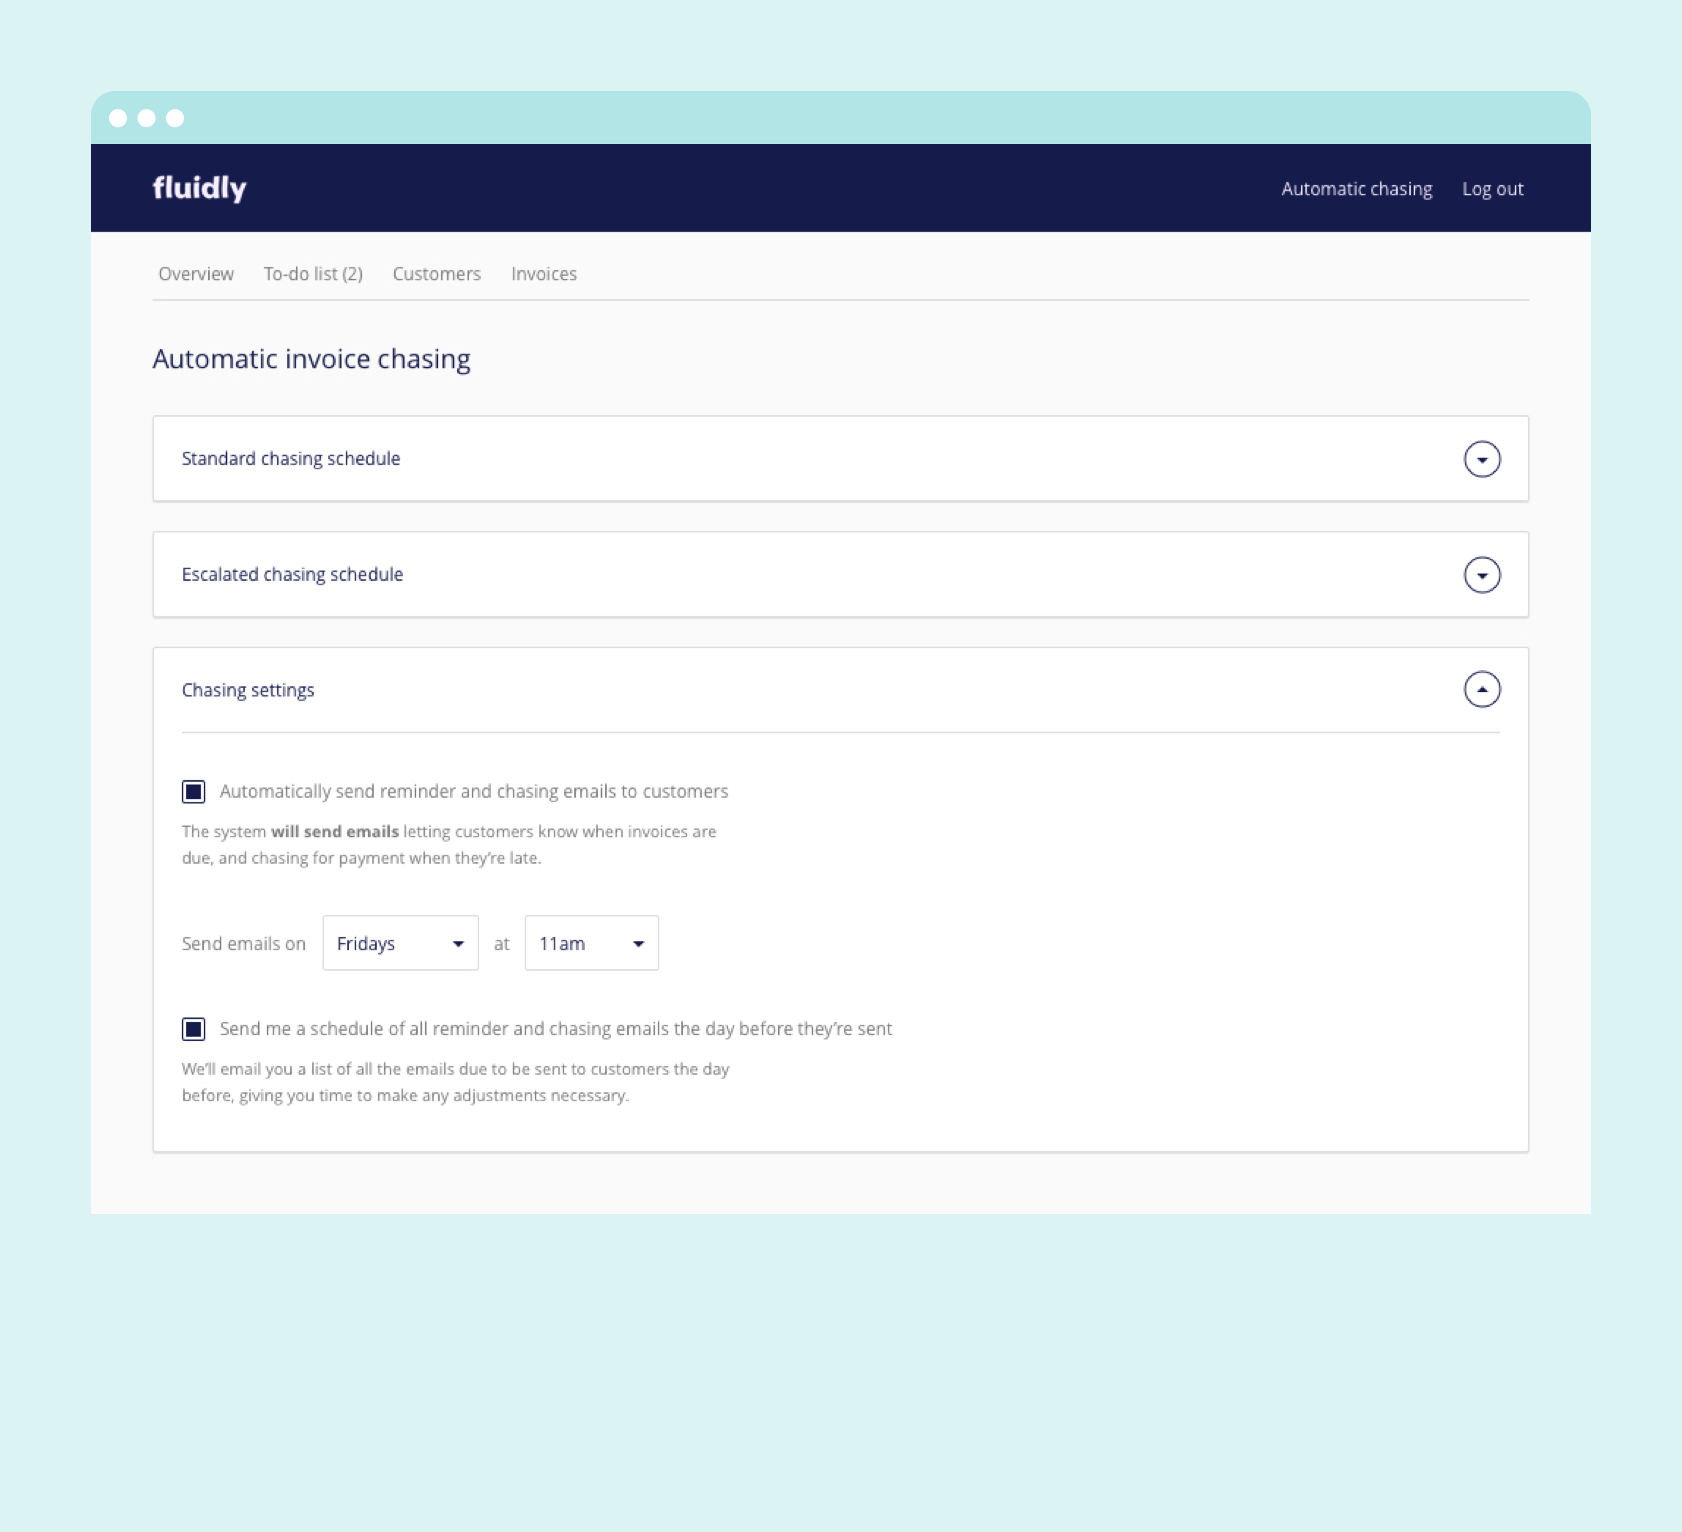 fluidly
Automatic chasing Log out
Overview To-do list (2) Customers Invoices
Automatic invoice chasing
Standard chasing schedule
Escalated chasing schedule
Chasing settings
Automatically send reminder and chasing emails to customers
The system will send emails letting customers know when invoices are
due, and chasing for payment when they’re late.
Send emails on Fridays at 11am
Send me a schedule of all reminder and chasing emails the day before they’re sent
We’ll email you a list of all the emails due to be sent to customers the day
before, giving you time to make any adjustments necessary.